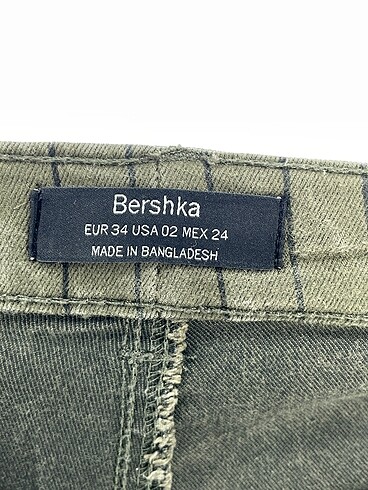 Bershka
EUR 34 USA 02 MEX 24
MADE IN BANGLADESH